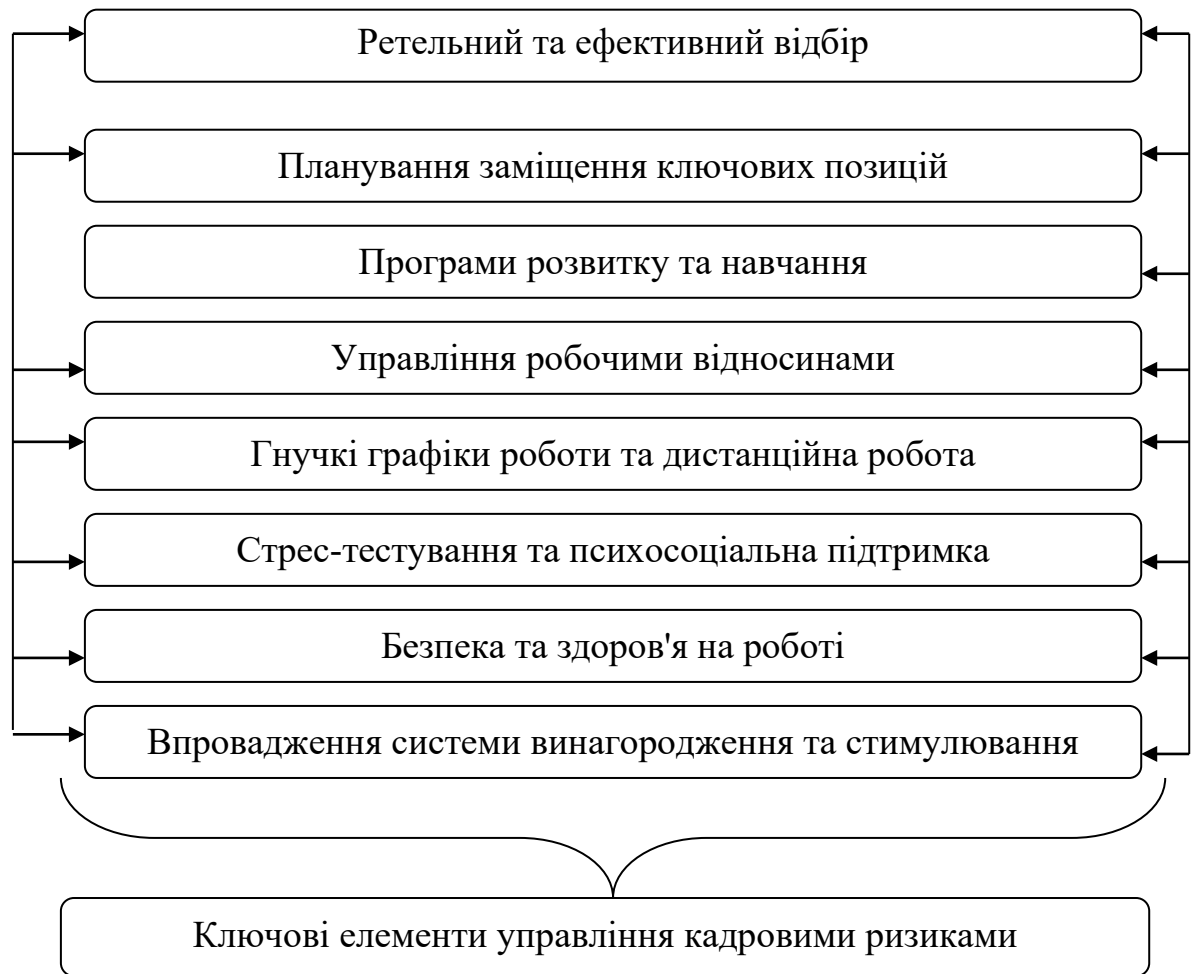 Ретельний та ефективний відбір
Планування заміщення ключових позицій
Програми розвитку та навчання
Управління робочими відносинами
Гнучкі графіки роботи та дистанційна робота
Стрес-тестування та психосоціальна підтримка
Безпека та здоров'я на роботі
Впровадження системи винагородження та стимулювання
Ключові елементи управління кадровими ризиками